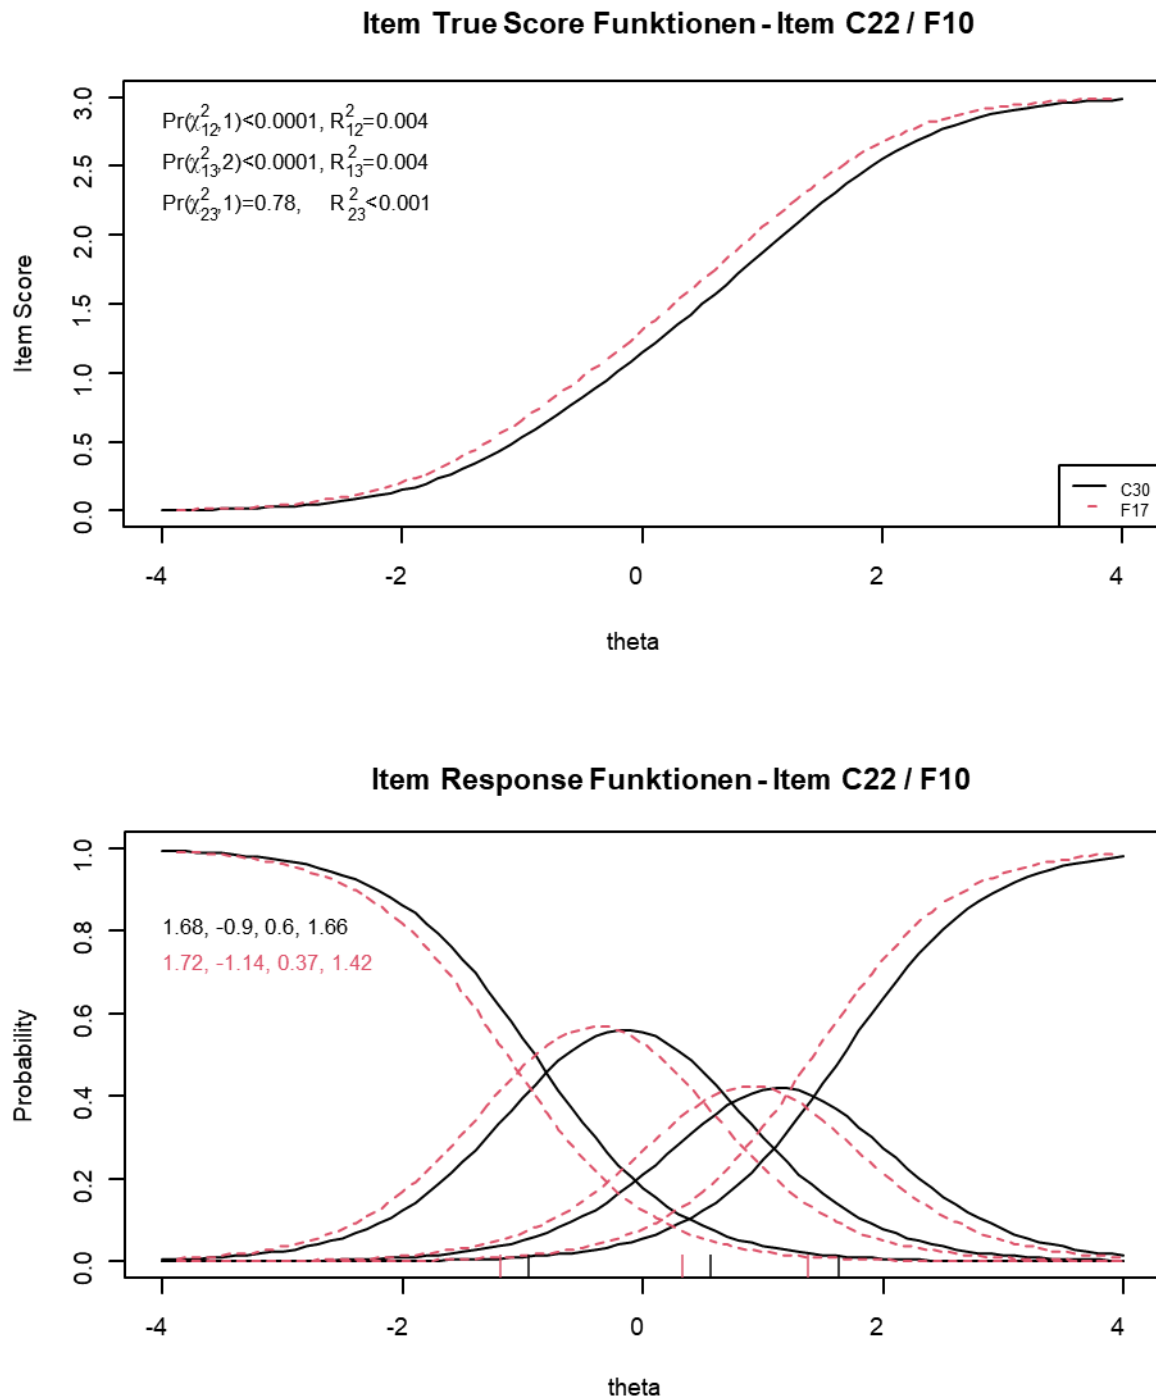 Item True Score Funktionen - Item C22 / F10
Pr(χ²₁₂,1)<0.0001, R²₁₂=0.004
Pr(χ²₁₃,2)<0.0001, R²₁₃=0.004
Pr(χ²₂₃,1)=0.78, R²₂₃<0.001
Item Score
3.0
2.5
2.0
1.5
1.0
0.5
0.0
C30
F17
-4 -2 0 2 4
theta
Item Response Funktionen - Item C22 / F10
1.68, -0.9, 0.6, 1.66
1.72, -1.14, 0.37, 1.42
Probability
1.0
0.8
0.6
0.4
0.2
0.0
-4 -2 0 2 4
theta